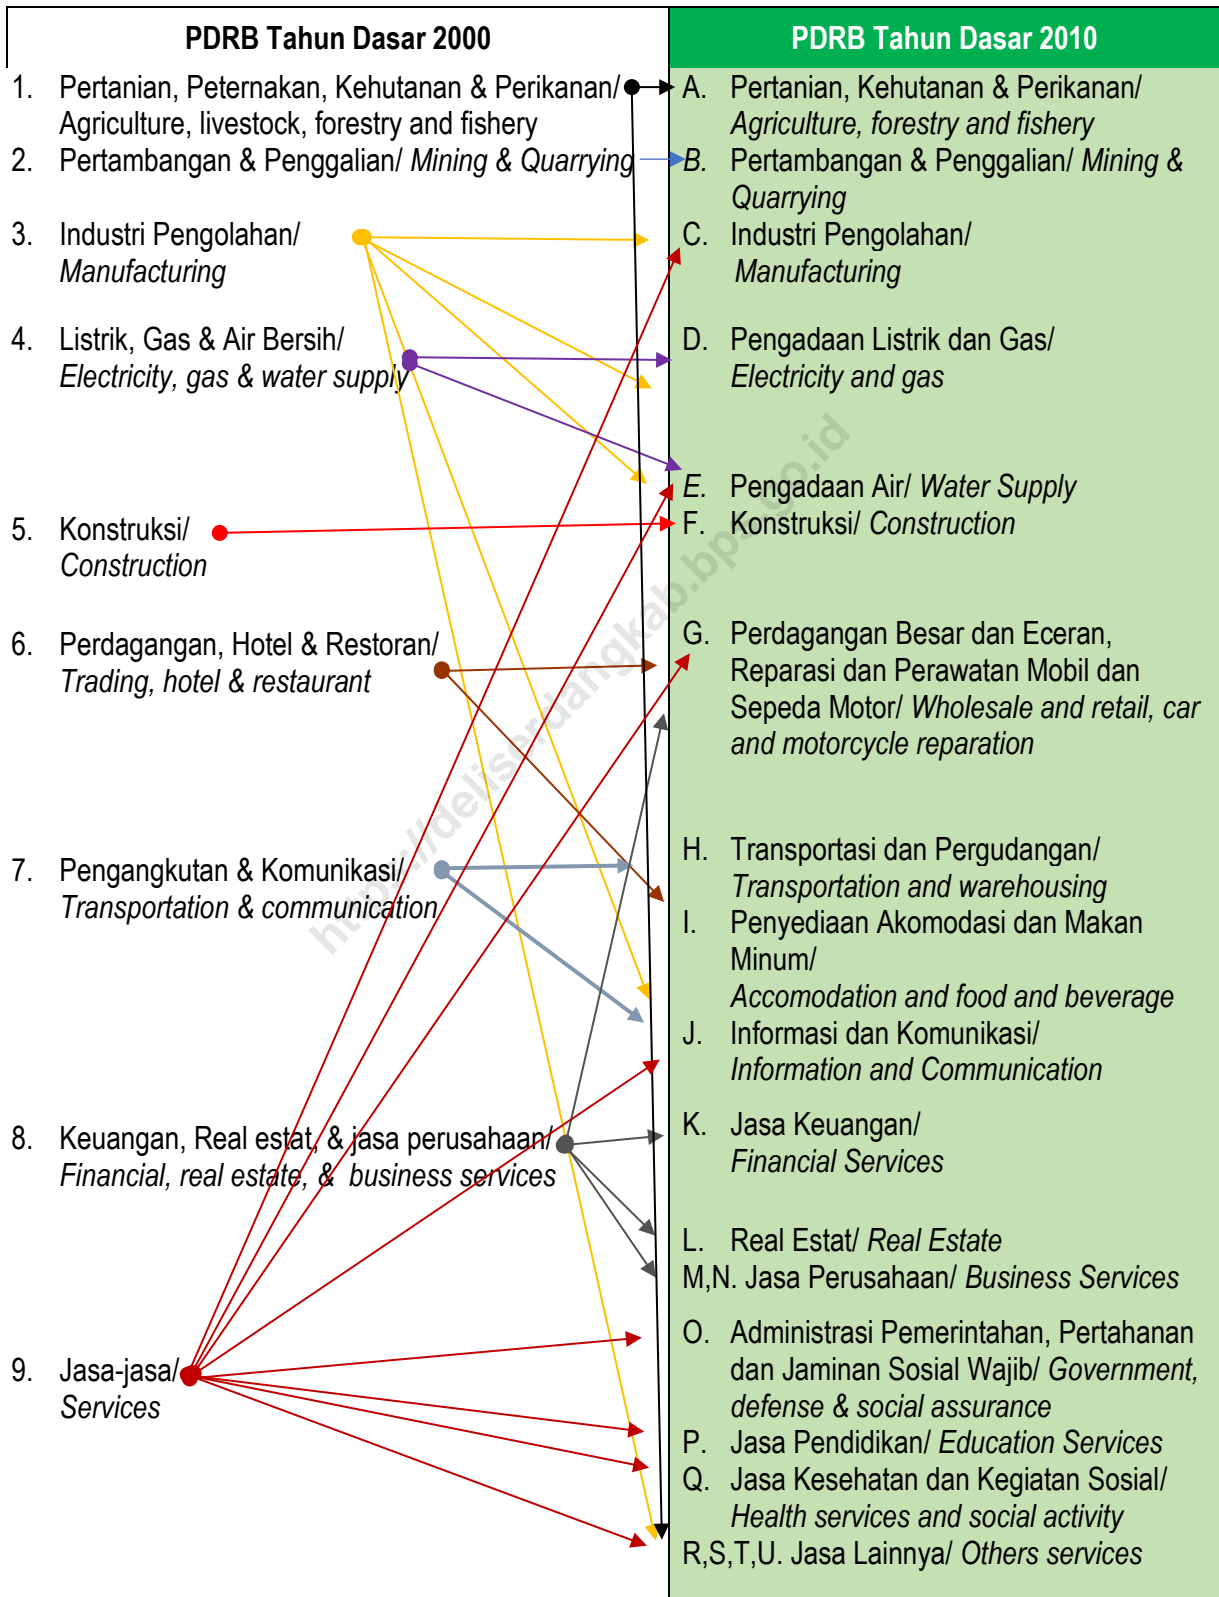 PDRB Tahun Dasar 2000
PDRB Tahun Dasar 2010
1. Pertanian, Peternakan, Kehutanan & Perikanan/
Agriculture, livestock, forestry and fishery
2. Pertambangan & Penggalian/ Mining & Quarrying
3. Industri Pengolahan/
Manufacturing
4. Listrik, Gas & Air Bersih/
Electricity, gas & water supply
5. Konstruksi/
Construction
6. Perdagangan, Hotel & Restoran/
Trading, hotel & restaurant
7. Pengangkutan & Komunikasi/
Transportation & communication
8. Keuangan, Real estat, & jasa perusahaan/
Financial, real estate, & business services
9. Jasa-jasa/
Services
A. Pertanian, Kehutanan & Perikanan/
Agriculture, forestry and fishery
B. Pertambangan & Penggalian/ Mining &
Quarrying
C. Industri Pengolahan/
Manufacturing
D. Pengadaan Listrik dan Gas/
Electricity and gas
E. Pengadaan Air/ Water Supply
F. Konstruksi/ Construction
G. Perdagangan Besar dan Eceran,
Reparasi dan Perawatan Mobil dan
Sepeda Motor/ Wholesale and retail, car
and motorcycle reparation
H. Transportasi dan Pergudangan/
Transportation and warehousing
I. Penyediaan Akomodasi dan Makan
Minum/
Accomodation and food and beverage
J. Informasi dan Komunikasi/
Information and Communication
K. Jasa Keuangan/
Financial Services
L. Real Estat/ Real Estate
M,N. Jasa Perusahaan/ Business Services
O. Administrasi Pemerintahan, Pertahanan
dan Jaminan Sosial Wajib/ Government,
defense & social assurance
P. Jasa Pendidikan/ Education Services
Q. Jasa Kesehatan dan Kegiatan Sosial/
Health services and social activity
R,S,T,U. Jasa Lainnya/ Others services
https://deliserdangkab.bps.go.id